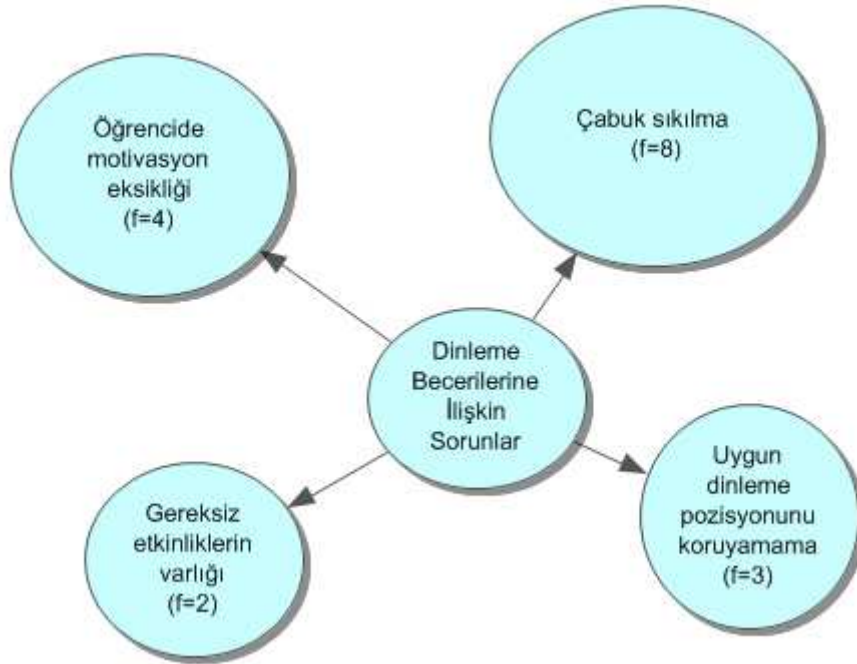 Öğrencide
motivasyon
eksikliği
(f=4)
Çabuk sıkılma
(f=8)
Dinleme
Becerilerine
İlişkin
Sorunlar
Gereksiz
etkinliklerin
varlığı
(f=2)
Uygun
dinleme
pozisyonunu
koruyamama
(f=3)